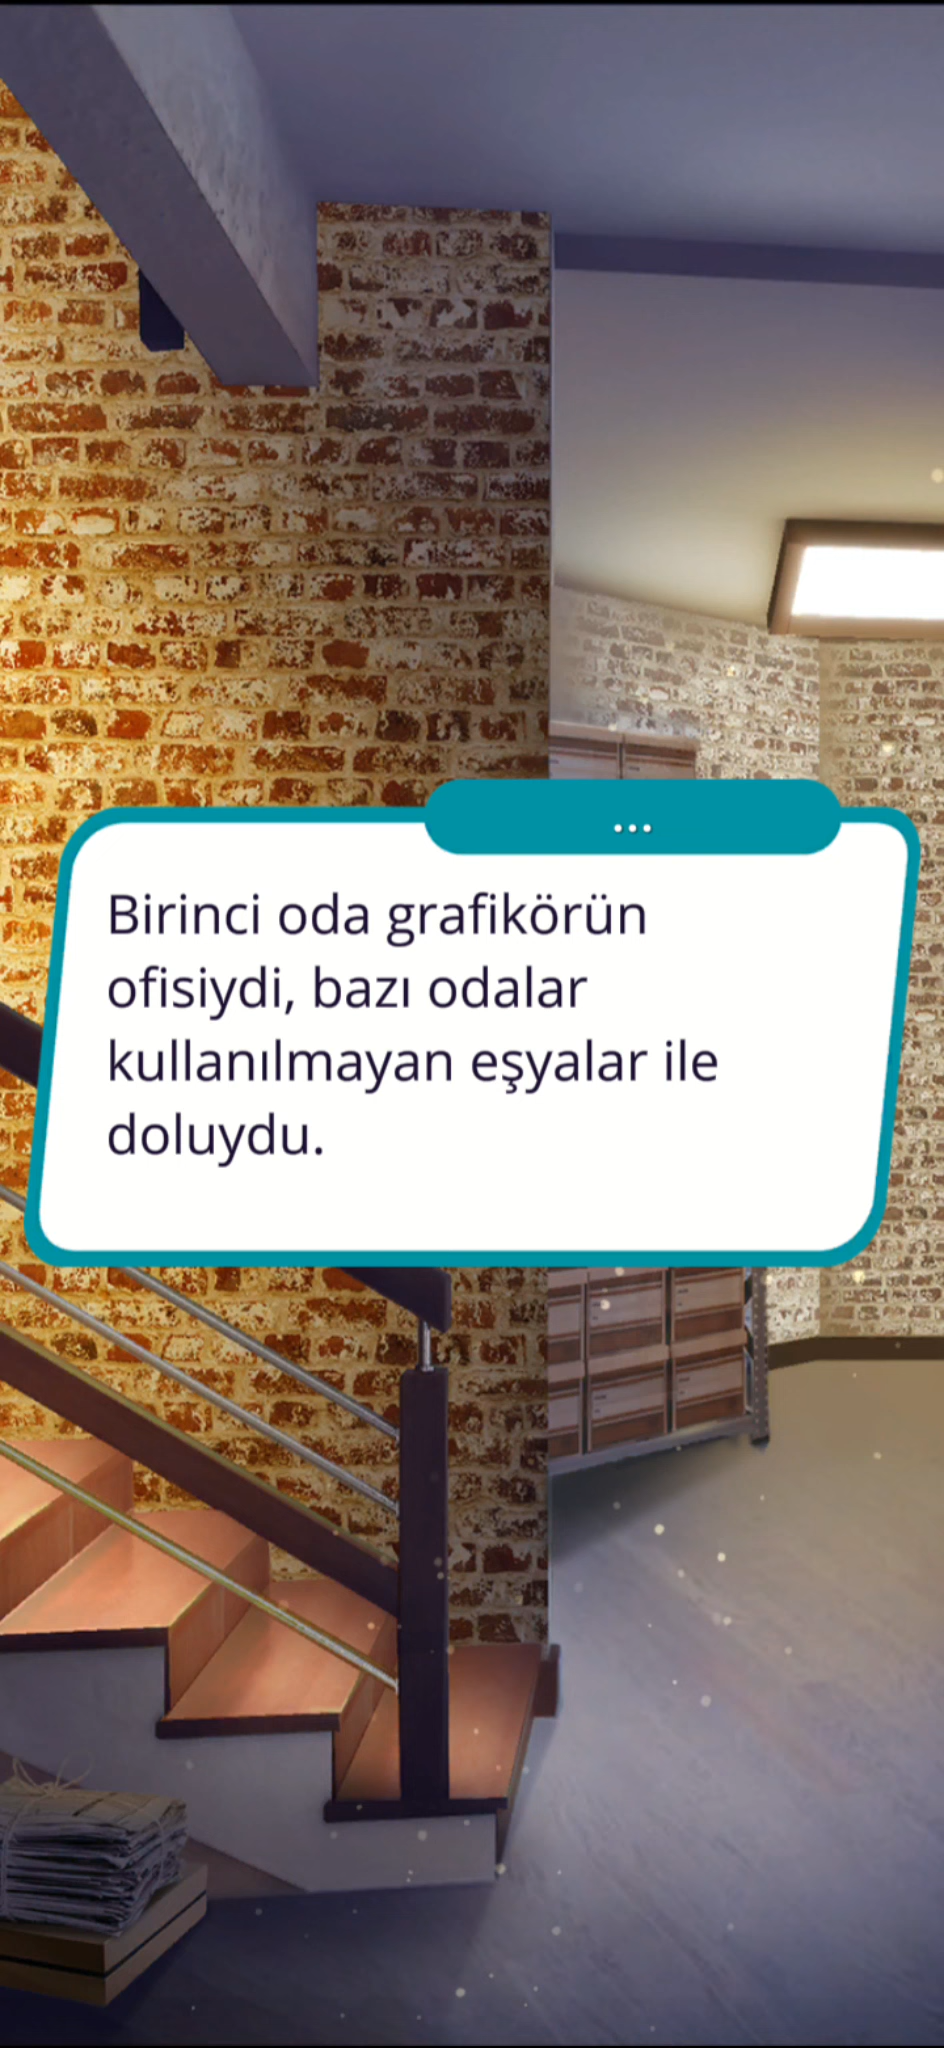 ...
Birinci oda grafikörün
ofisiydi, bazı odalar
kullanılmayan eşyalar ile
doluydu.